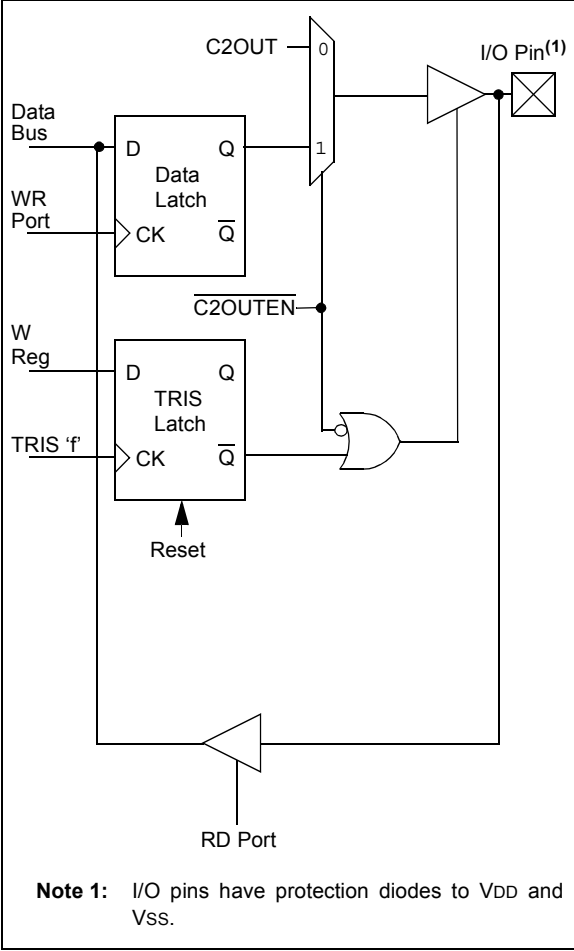 C2OUT
0
I/O Pin(1)
Data
Bus
D
Q
1
Data
Latch
WR
Port
CK
Q
C2OUTEN
W
Reg
D
Q
TRIS
Latch
TRIS ‘f’
CK
Q
Reset
RD Port
Note 1: I/O pins have protection diodes to VDD and
VSS.